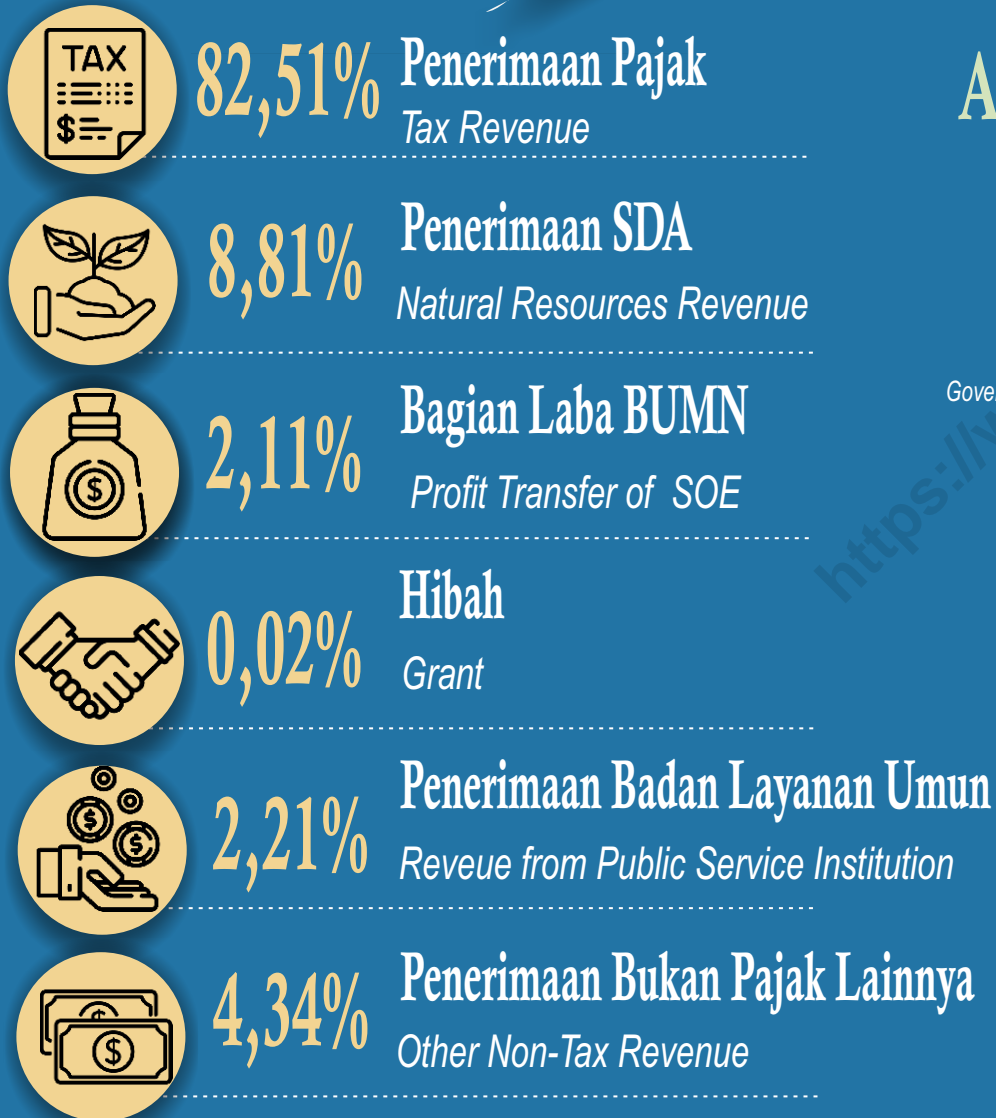 TAX
$
82,51%
Penerimaan Pajak
Tax Revenue
A
8,81%
Penerimaan SDA
Natural Resources Revenue
2,11%
Bagian Laba BUMN
Profit Transfer of SOE
$
Gover
https://
0,02%
Hibah
Grant
2,21%
Penerimaan Badan Layanan Umun
Reveue from Public Service Institution
$
$
4,34%
Penerimaan Bukan Pajak Lainnya
Other Non-Tax Revenue
$